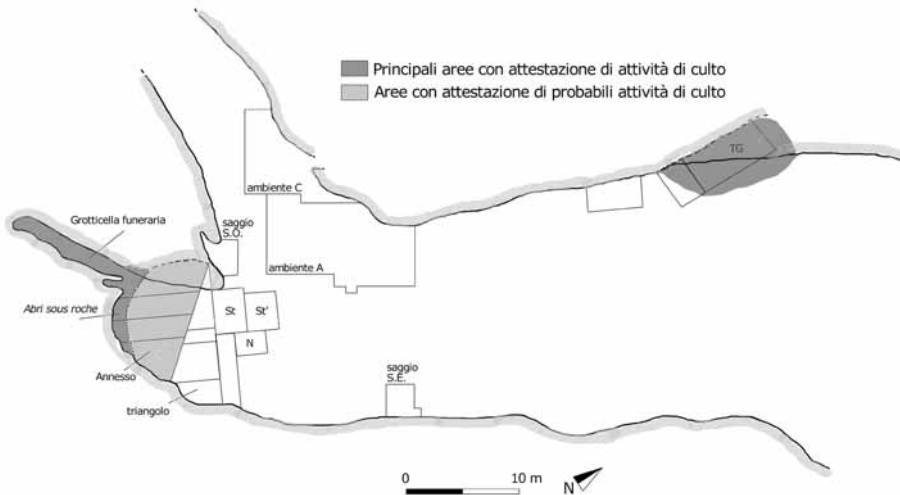 Principali aree con attestazione di attività di culto
Aree con attestazione di probabili attività di culto
TG
ambiente C
Grotticella funeraria
saggio
S.O.
ambiente A
Abri sous roche
St
St'
N
Annesso
saggio
S.E.
triangolo
0
10 m
N